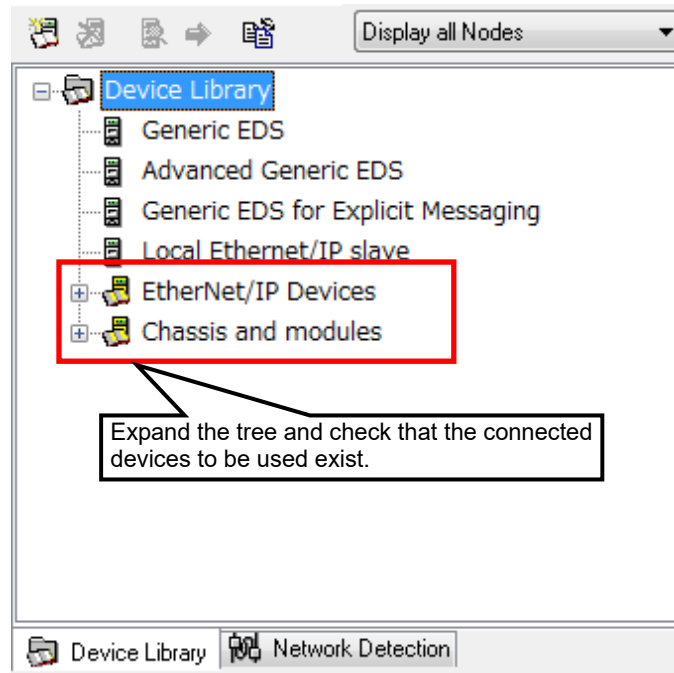 Display all Nodes
Device Library
Generic EDS
Advanced Generic EDS
Generic EDS for Explicit Messaging
Local Ethernet/IP slave
EtherNet/IP Devices
Chassis and modules
Expand the tree and check that the connected
devices to be used exist.
Device Library
Network Detection